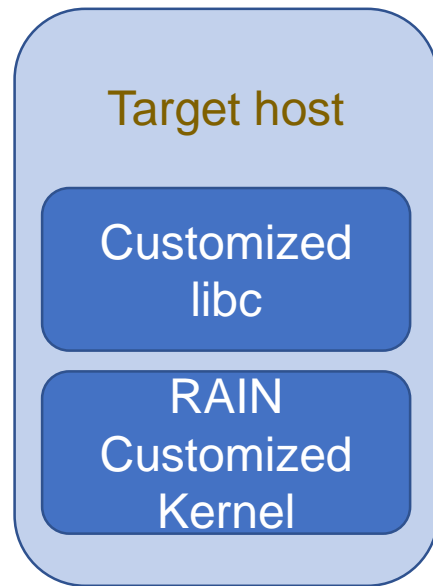 Target host
Customized
libc
RAIN
Customized
Kernel